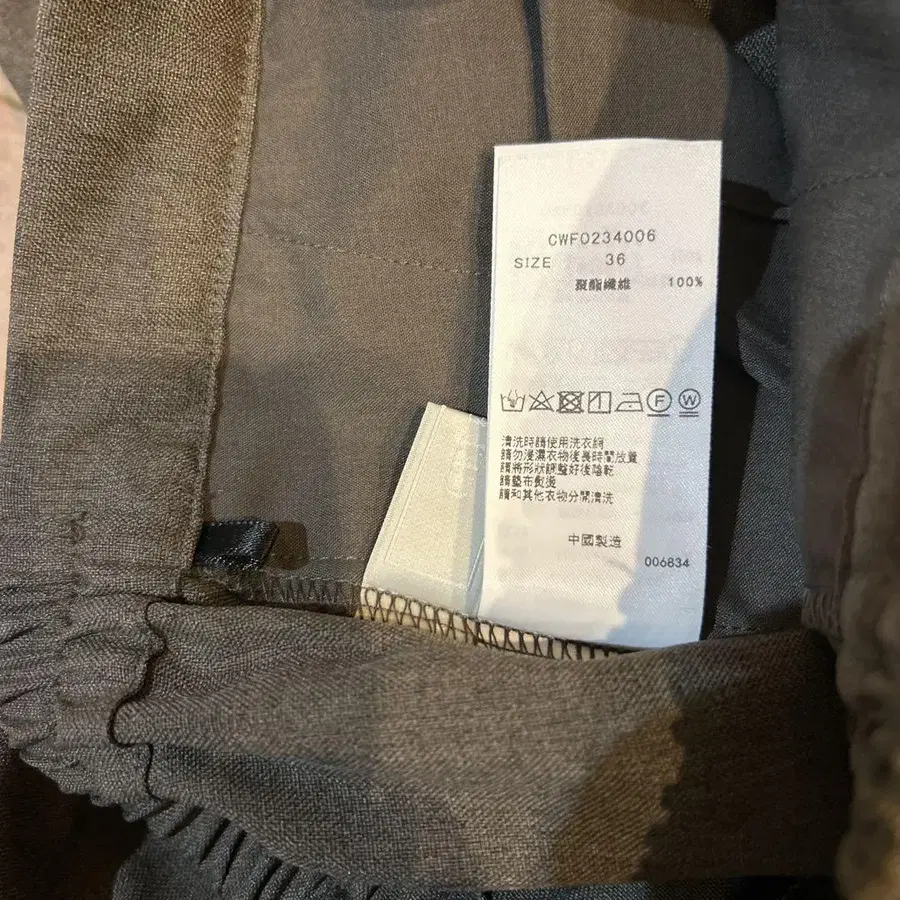 CWF0234006
SIZE 36
聚酯纖維 100%
F W
清洗時請使用洗衣網
請勿浸濕衣物後長時間放置
請將形狀調整好後陰乾
請墊布熨燙
請和其他衣物分開清洗
中國製造
006834